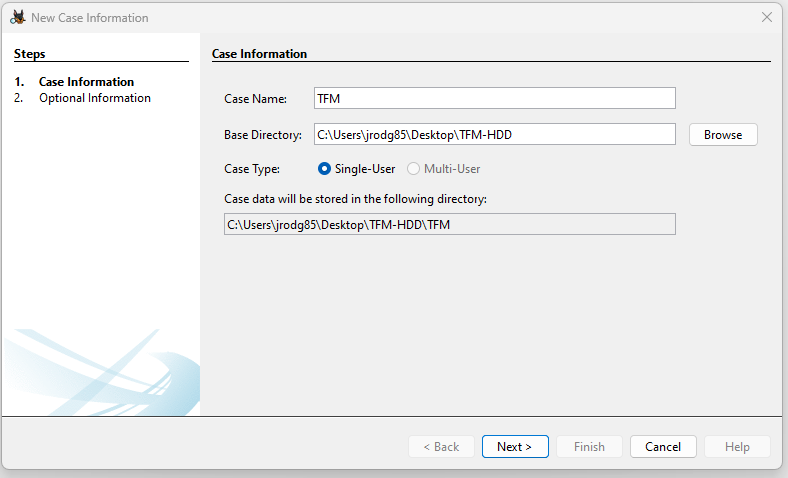 New Case Information
Steps
1. Case Information
2. Optional Information
Case Information
Case Name: TFM
Base Directory: C:\Users\jrodg85\Desktop\TFM-HDD Browse
Case Type: Single-User Multi-User
Case data will be stored in the following directory:
C:\Users\jrodg85\Desktop\TFM-HDD\TFM
< Back Next > Finish Cancel Help